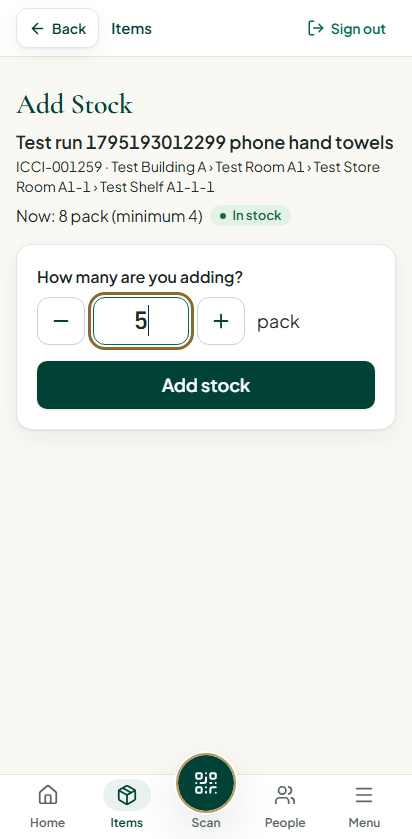 Back
Items
Sign out
Add Stock
Test run 1795193012299 phone hand towels
ICCI-001259 · Test Building A › Test Room A1 › Test Store
Room A1-1 › Test Shelf A1-1-1
Now: 8 pack (minimum 4)
In stock
How many are you adding?
5
pack
Add stock
Home
Items
Scan
People
Menu